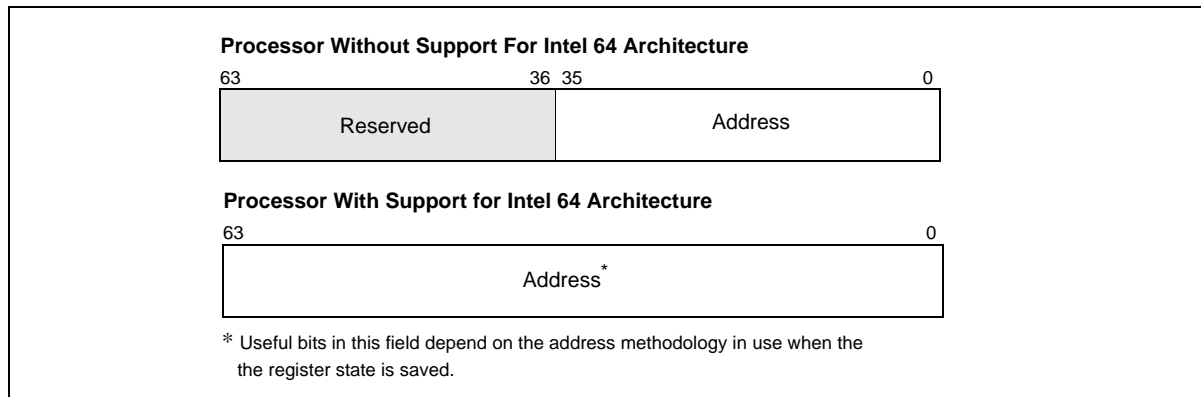 Processor Without Support For Intel 64 Architecture
63 36 35 0
Reserved Address
Processor With Support for Intel 64 Architecture
63 0
Address*
* Useful bits in this field depend on the address methodology in use when the
the register state is saved.